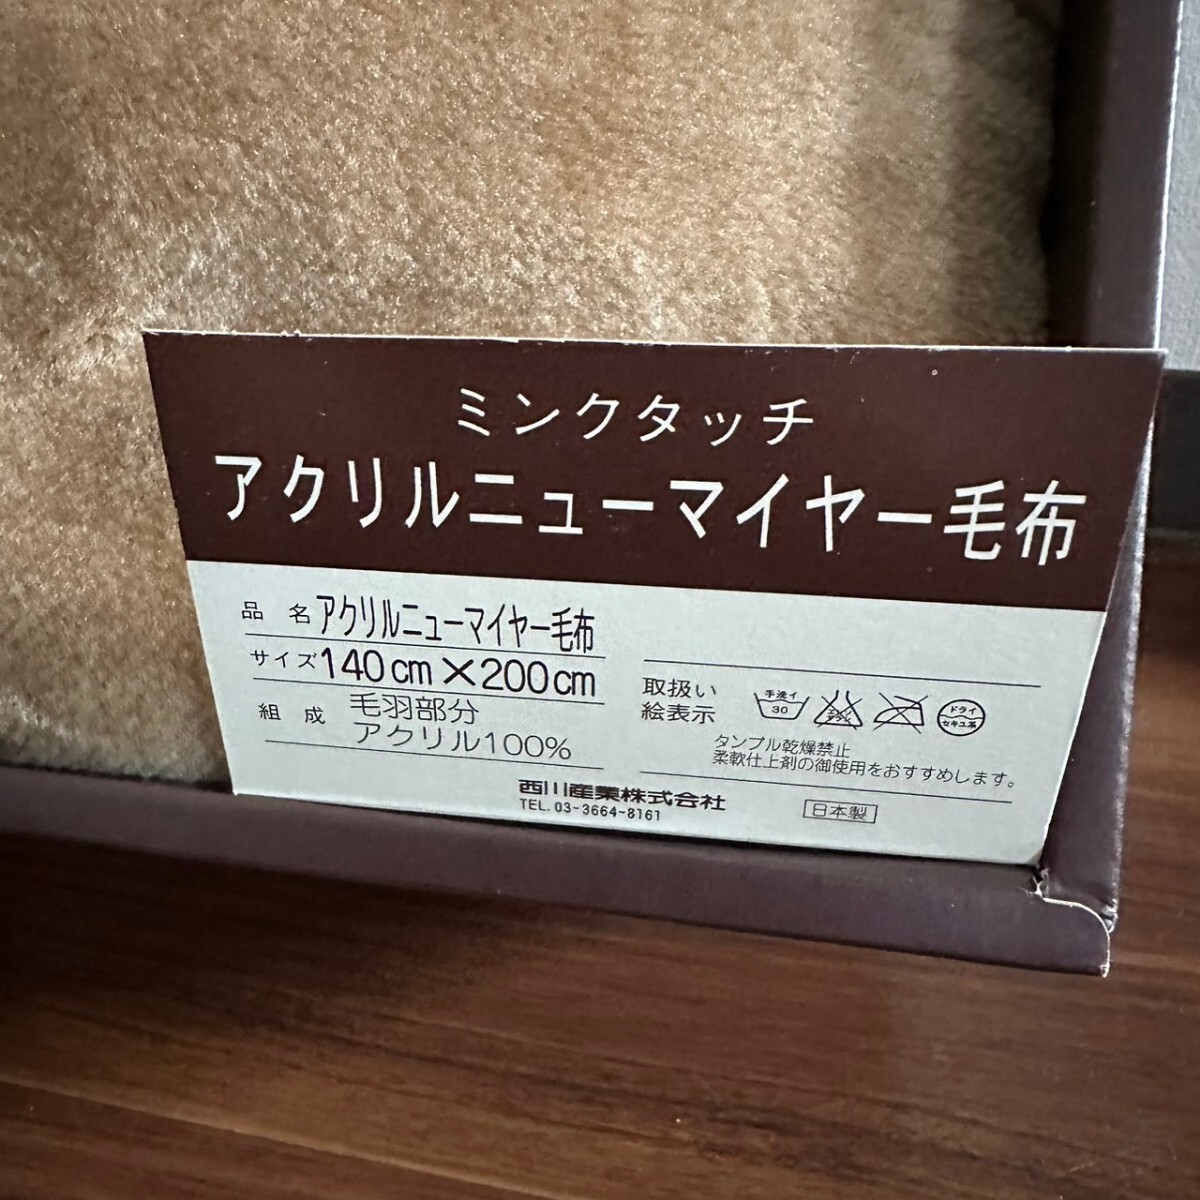 ミンクタッチ
アクリルニューマイヤー毛布
品 名 アクリルニューマイヤー毛布
サイズ 140cm×200cm
組 成 毛羽部分
アクリル100%
取扱い
絵表示
手洗イ
30
ドライ
セキユ系
タンブル乾燥禁止
柔軟仕上剤の御使用をおすすめします。
西川産業株式会社
TEL. 03-3664-8161
日本製